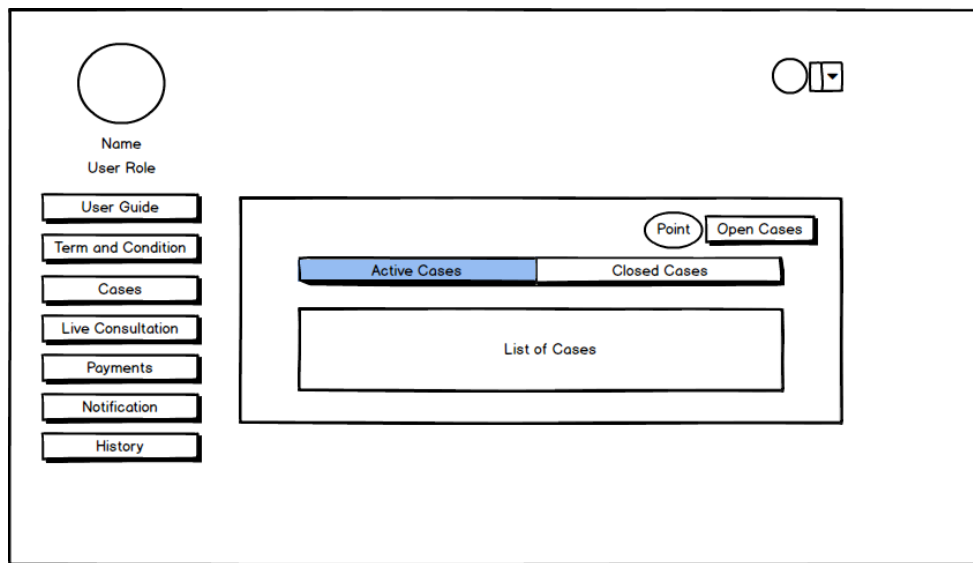 Name
User Role
User Guide
Term and Condition
Cases
Live Consultation
Payments
Notification
History
Point
Open Cases
Active Cases
Closed Cases
List of Cases